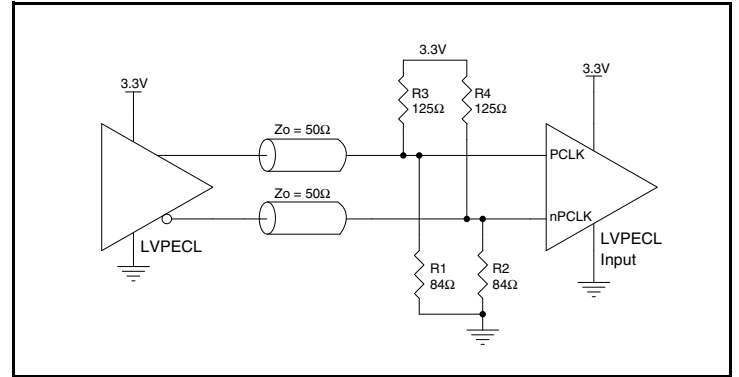 3.3V
3.3V
3.3V
R3
125Ω
R4
125Ω
Zo = 50Ω
PCLK
Zo = 50Ω
nPCLK
LVPECL
LVPECL
Input
R1
84Ω
R2
84Ω